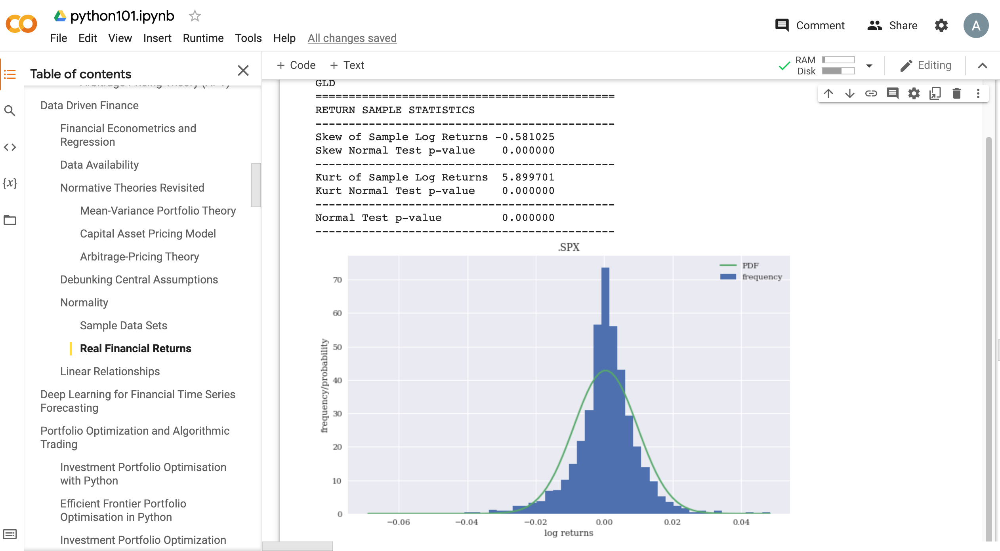 python101.ipynb
File Edit View Insert Runtime Tools Help All changes saved
Comment Share A
Table of contents
+ Code + Text
RAM
Disk
Editing
Data Driven Finance
Financial Econometrics and
Regression
Data Availability
Normative Theories Revisited
Mean-Variance Portfolio Theory
Capital Asset Pricing Model
Arbitrage-Pricing Theory
Debunking Central Assumptions
Normality
Sample Data Sets
Real Financial Returns
Linear Relationships
Deep Learning for Financial Time Series
Forecasting
Portfolio Optimization and Algorithmic
Trading
Investment Portfolio Optimisation
with Python
Efficient Frontier Portfolio
Optimisation in Python
Investment Portfolio Optimization
{x}
GLD
=============================================
RETURN SAMPLE STATISTICS
---------------------------------------------
Skew of Sample Log Returns -0.581025
Skew Normal Test p-value 0.000000
---------------------------------------------
Kurt of Sample Log Returns 5.899701
Kurt Normal Test p-value 0.000000
---------------------------------------------
Normal Test p-value 0.000000
---------------------------------------------
.SPX
PDF
frequency
frequency/probability
70
60
50
40
30
20
10
0
−0.06 −0.04 −0.02 0.00 0.02 0.04
log returns